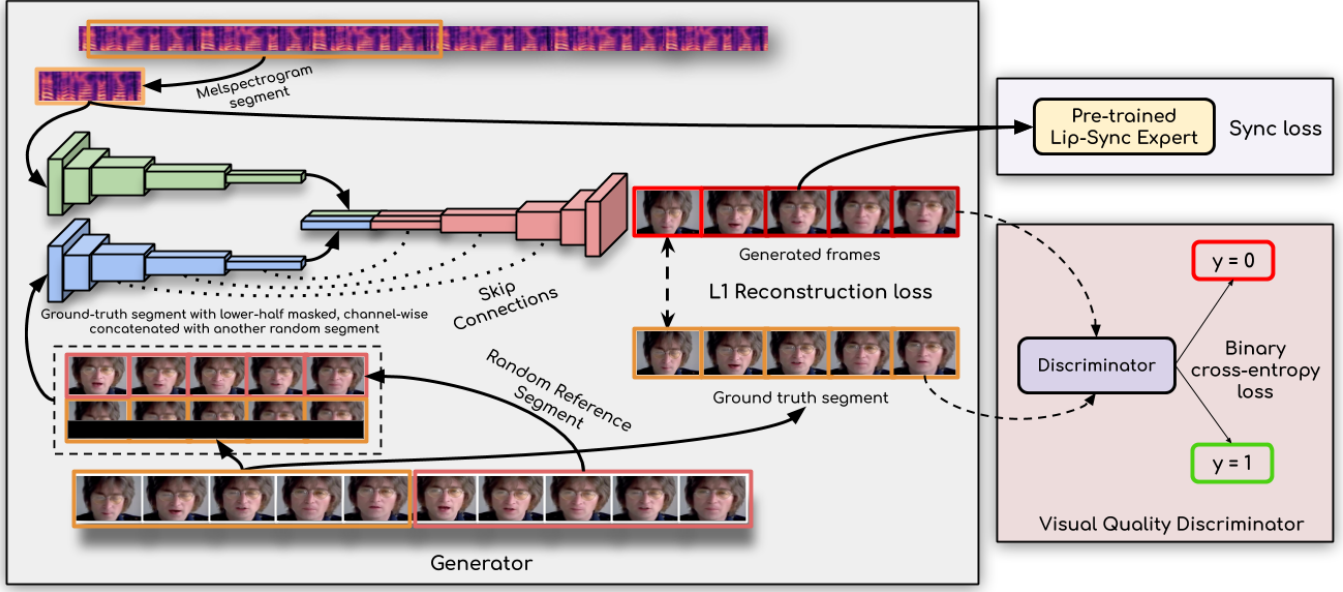 Melspectrogram
segment
Pre-trained
Lip-Sync Expert
Sync loss
Generated frames
L1 Reconstruction loss
Skip
Connections
Ground-truth segment with lower-half masked, channel-wise
concatenated with another random segment
Random Reference
Segment
Ground truth segment
y = 0
Discriminator
Binary
cross-entropy
loss
y = 1
Visual Quality Discriminator
Generator